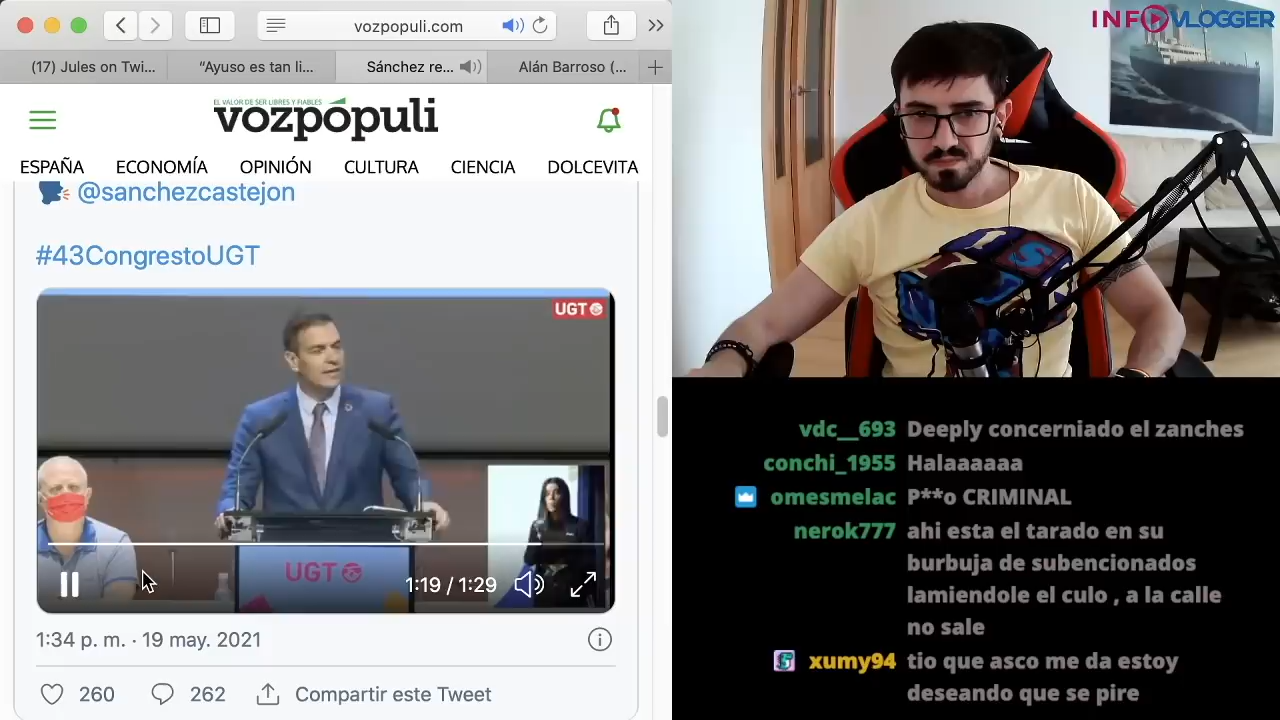 vozpopuli.com
(17) Jules on Twi...
“Ayuso es tan li...
Sánchez re...
Alán Barroso (...
INFOVLOGGER
EL VALOR DE SER LIBRES Y FIABLES
vozpópuli
ESPAÑA ECONOMÍA OPINIÓN CULTURA CIENCIA DOLCEVITA
@sanchezcastejon
#43CongrestoUGT
UGT
UGT
1:19 / 1:29
1:34 p. m. · 19 may. 2021
260 262 Compartir este Tweet
vdc__693 Deeply concerniado el zanches
conchi_1955 Halaaaaaa
omesmelac P**o CRIMINAL
nerok777 ahi esta el tarado en su
burbuja de subencionados
lamiendole el culo , a la calle
no sale
xumy94 tio que asco me da estoy
deseando que se pire